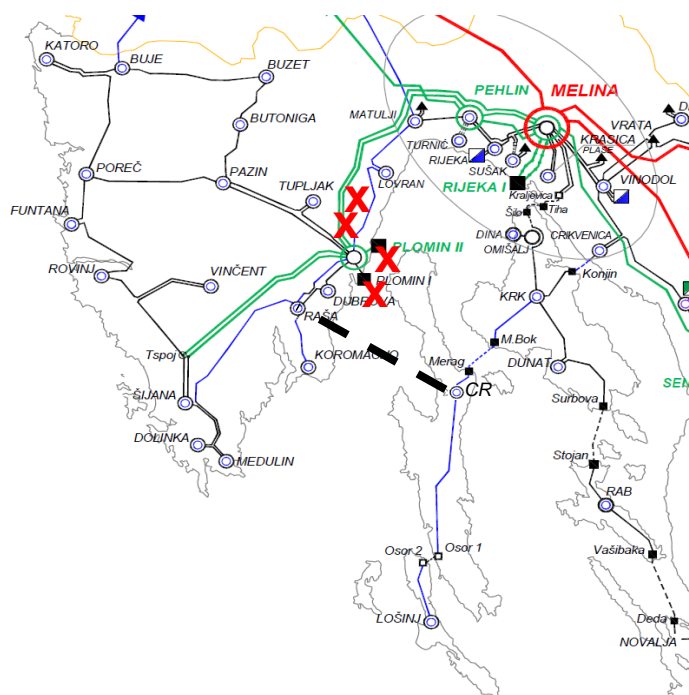 KATORO
BUJE
BUZET
BUTONIGA
PEHLIN
MELINA
MATULJI
VRATA
TURNIĆ
RIJEKA
KRASICA
PLASE
SUŠAK
VINODOL
POREČ
PAZIN
TUPLJAK
LOVRAN
RIJEKA I
Kraljevica
Tiha
Šilo
FUNTANA
X
X
DINA
OMIŠALJ
CRIKVENICA
PLOMIN II
X
ROVINJ
VINČENT
PLOMIN I
X
Konjin
DUBROVA
RAŠA
KRK
Tspoj
KOROMAČNO
M.Bok
Merag
DUNAT
CR
ŠIJANA
Surbova
DOLINKA
MEDULIN
Stojan
RAB
Osor 2
Osor 1
Vašibaka
LOŠINJ
Deda
NOVALJA